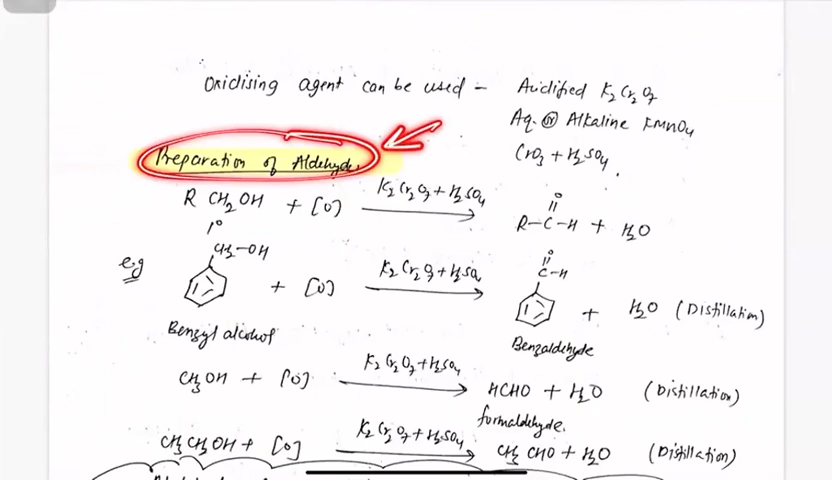 Oxidising agent can be used - Acidified K2Cr2O7
Aq. or Alkaline KMnO4
CrO3 + H2SO4.
Preparation of Aldehyde.
R CH2OH + [O] K2Cr2O7 + H2SO4 R-C-H + H2O
1° O
e.g CH2-OH + [O] K2Cr2O7 + H2SO4 O C-H + H2O (Distillation)
Benzyl alcohol Benzaldehyde
CH3OH + [O] K2Cr2O7 + H2SO4 HCHO + H2O (Distillation)
formaldehyde.
CH3CH2OH + [O] K2Cr2O7 + H2SO4 CH3CHO + H2O (Distillation)